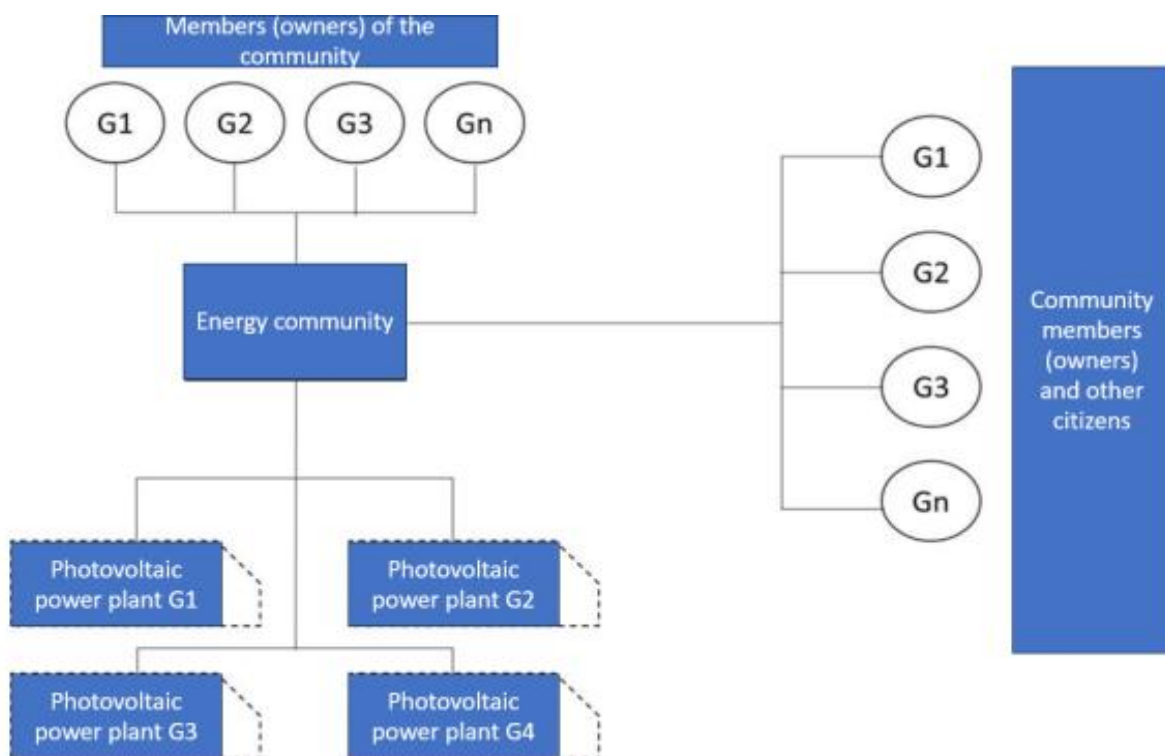 Members (owners) of the
community
G1
G2
G3
Gn
Energy community
G1
G2
G3
Gn
Community
members
(owners)
and other
citizens
Photovoltaic
power plant G1
Photovoltaic
power plant G2
Photovoltaic
power plant G3
Photovoltaic
power plant G4